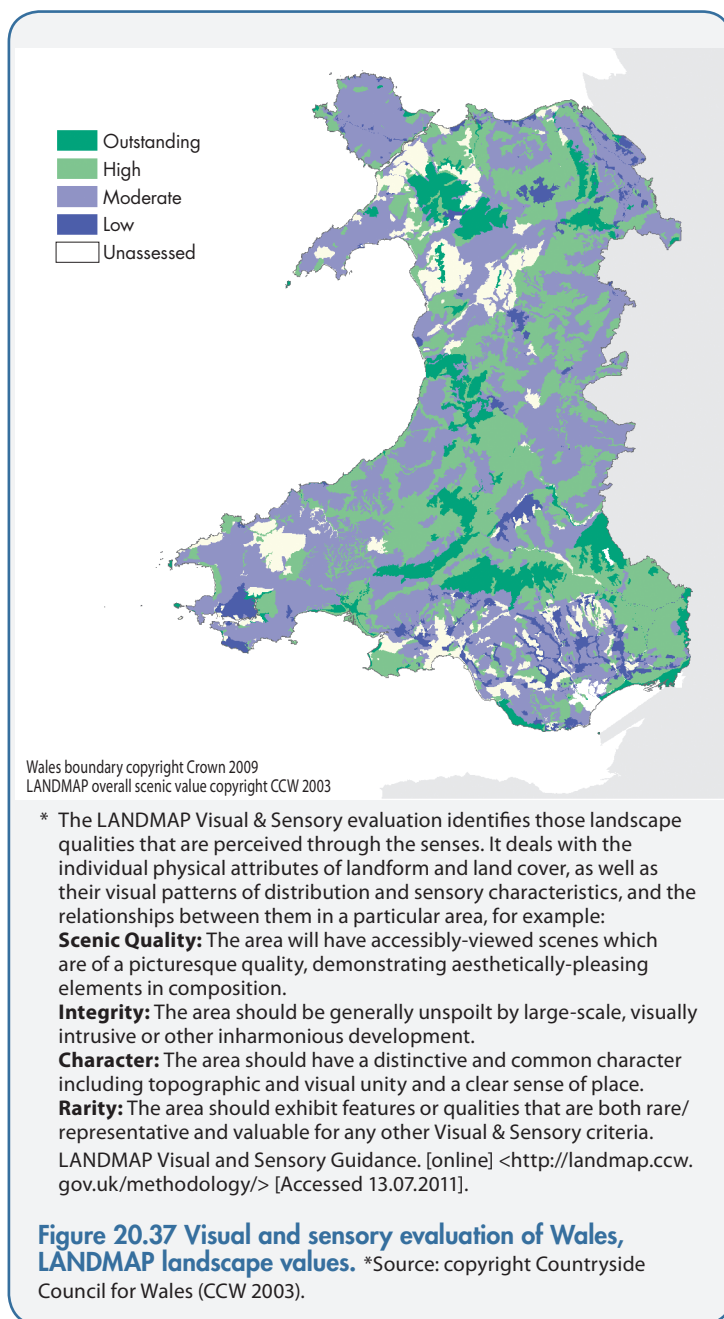 Outstanding
High
Moderate
Low
Unassessed
Wales boundary copyright Crown 2009
LANDMAP overall scenic value copyright CCW 2003
* The LANDMAP Visual & Sensory evaluation identifies those landscape
qualities that are perceived through the senses. It deals with the
individual physical attributes of landform and land cover, as well as
their visual patterns of distribution and sensory characteristics, and the
relationships between them in a particular area, for example:
Scenic Quality: The area will have accessibly-viewed scenes which
are of a picturesque quality, demonstrating aesthetically-pleasing
elements in composition.
Integrity: The area should be generally unspoilt by large-scale, visually
intrusive or other inharmonious development.
Character: The area should have a distinctive and common character
including topographic and visual unity and a clear sense of place.
Rarity: The area should exhibit features or qualities that are both rare/
representative and valuable for any other Visual & Sensory criteria.
LANDMAP Visual and Sensory Guidance. [online] <http://landmap.ccw.
gov.uk/methodology/> [Accessed 13.07.2011].
Figure 20.37 Visual and sensory evaluation of Wales,
LANDMAP landscape values. *Source: copyright Countryside
Council for Wales (CCW 2003).